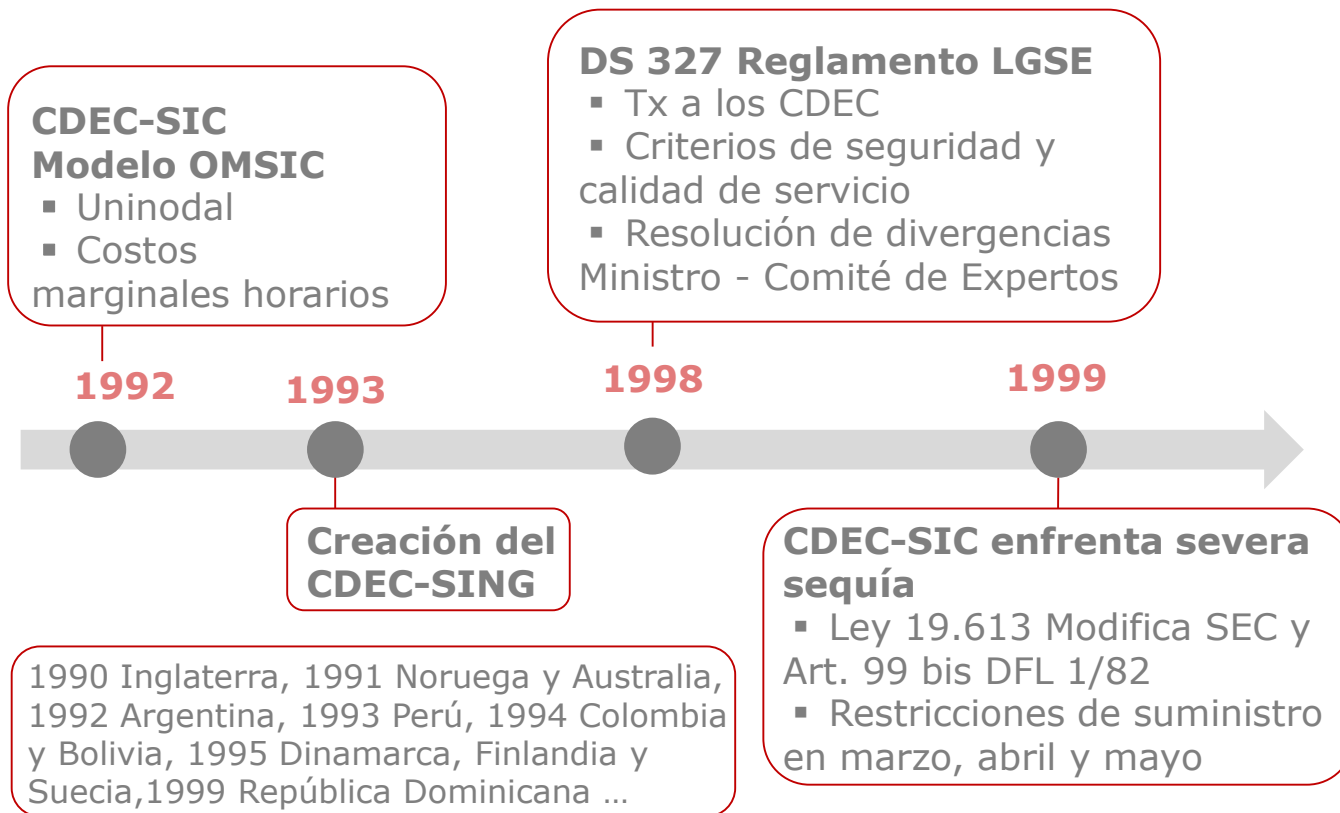 CDEC-SIC
Modelo OMSIC
▪ Uninodal
▪ Costos
marginales horarios
DS 327 Reglamento LGSE
▪ Tx a los CDEC
▪ Criterios de seguridad y
calidad de servicio
▪ Resolución de divergencias
Ministro - Comité de Expertos
1992
1993
1998
1999
Creación del
CDEC-SING
CDEC-SIC enfrenta severa
sequía
▪ Ley 19.613 Modifica SEC y
Art. 99 bis DFL 1/82
▪ Restricciones de suministro
en marzo, abril y mayo
1990 Inglaterra, 1991 Noruega y Australia,
1992 Argentina, 1993 Perú, 1994 Colombia
y Bolivia, 1995 Dinamarca, Finlandia y
Suecia,1999 República Dominicana …